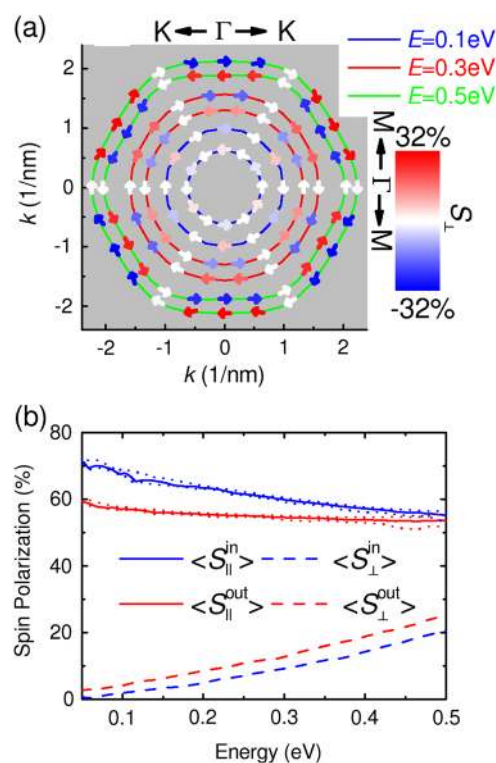 (a)
K ← Γ → K
E=0.1eV
E=0.3eV
E=0.5eV
2
1
0
-1
-2
k (1/nm)
-2 -1 0 1 2
k (1/nm)
M ← Γ → M
32%
S⊥
-32%
(b)
80
60
40
20
0
Spin Polarization (%)
<S∥^in> <S⊥^in>
<S∥^out> <S⊥^out>
0.1 0.2 0.3 0.4 0.5
Energy (eV)